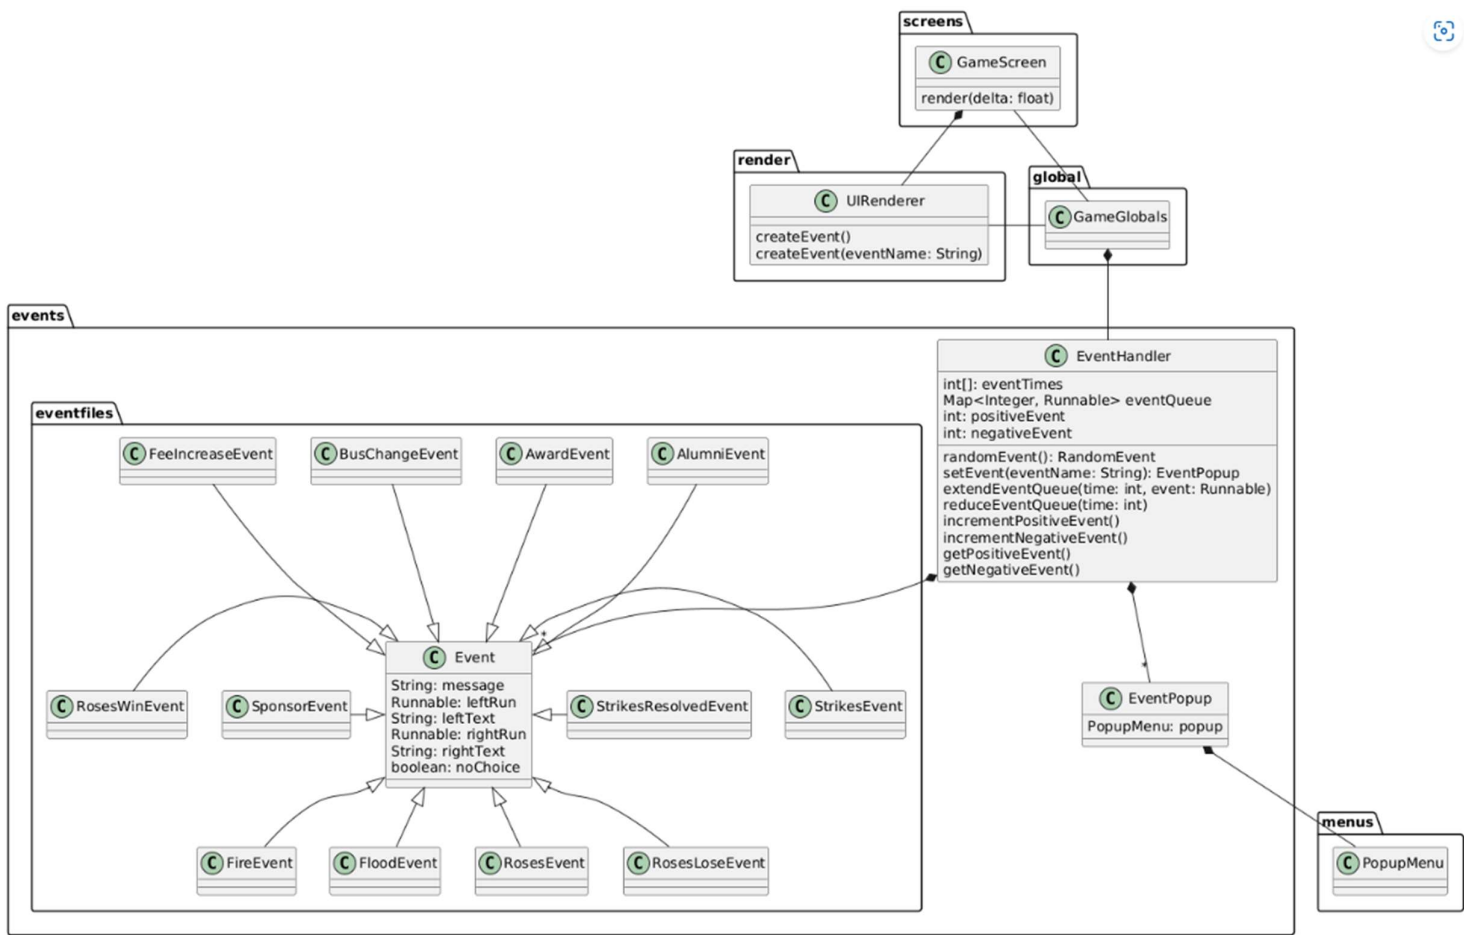 screens
C GameScreen
render(delta: float)
render
C UIRenderer
createEvent()
createEvent(eventName: String)
global
C GameGlobals
events
C EventHandler
int[]: eventTimes
Map<Integer, Runnable> eventQueue
int: positiveEvent
int: negativeEvent
randomEvent(): RandomEvent
setEvent(eventName: String): EventPopup
extendEventQueue(time: int, event: Runnable)
reduceEventQueue(time: int)
incrementPositiveEvent()
incrementNegativeEvent()
getPositiveEvent()
getNegativeEvent()
eventfiles
C FeeIncreaseEvent
C BusChangeEvent
C AwardEvent
C AlumniEvent
*
C RosesWinEvent
C SponsorEvent
C Event
String: message
Runnable: leftRun
String: leftText
Runnable: rightRun
String: rightText
boolean: noChoice
C StrikesResolvedEvent
C StrikesEvent
*
C EventPopup
PopupMenu: popup
C FireEvent
C FloodEvent
C RosesEvent
C RosesLoseEvent
menus
C PopupMenu